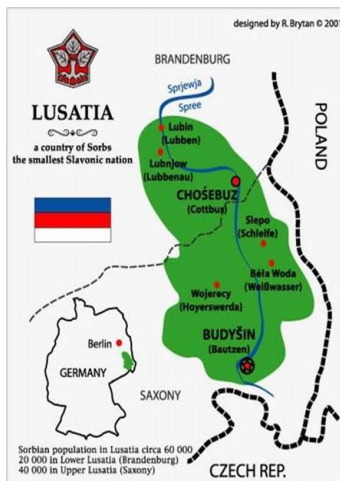 designed by R.Brytan © 2001
BRANDENBURG
LUSATIA
a country of Sorbs
the smallest Slavonic nation
Sprjewja
Spree
Lubin
(Lubben)
Lubnjow
(Lubbenau)
CHOŚEBUZ
(Cottbus)
Slepo
(Schleife)
Běła Woda
(Weißwasser)
Wojerecy
(Hoyerswerda)
BUDYŠIN
(Bautzen)
POLAND
Berlin
GERMANY
SAXONY
CZECH REP.
Sorbian population in Lusatia circa 60 000
20 000 in Lower Lusatia (Brandenburg)
40 000 in Upper Lusatia (Saxony)